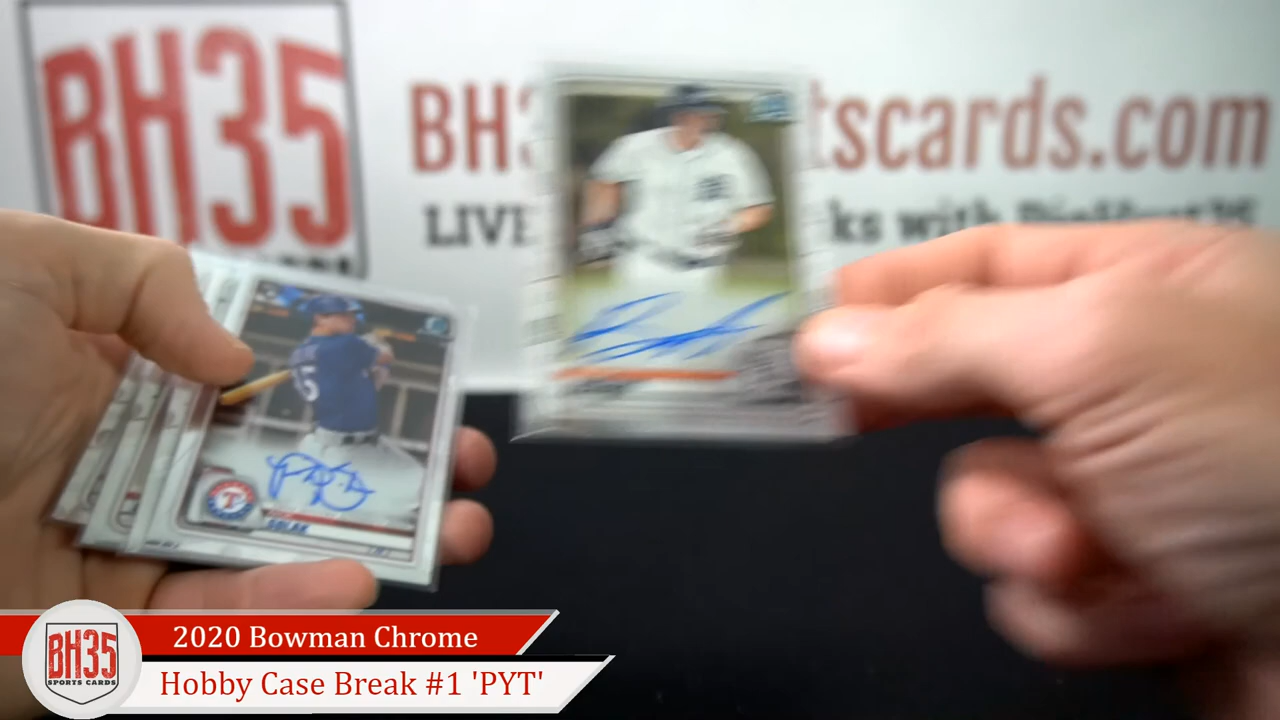 BH35
BH3 tscards.com
LIVE ks with
5
T
SOLAK
BH35
SPORTS CARDS
2020 Bowman Chrome
Hobby Case Break #1 'PYT'